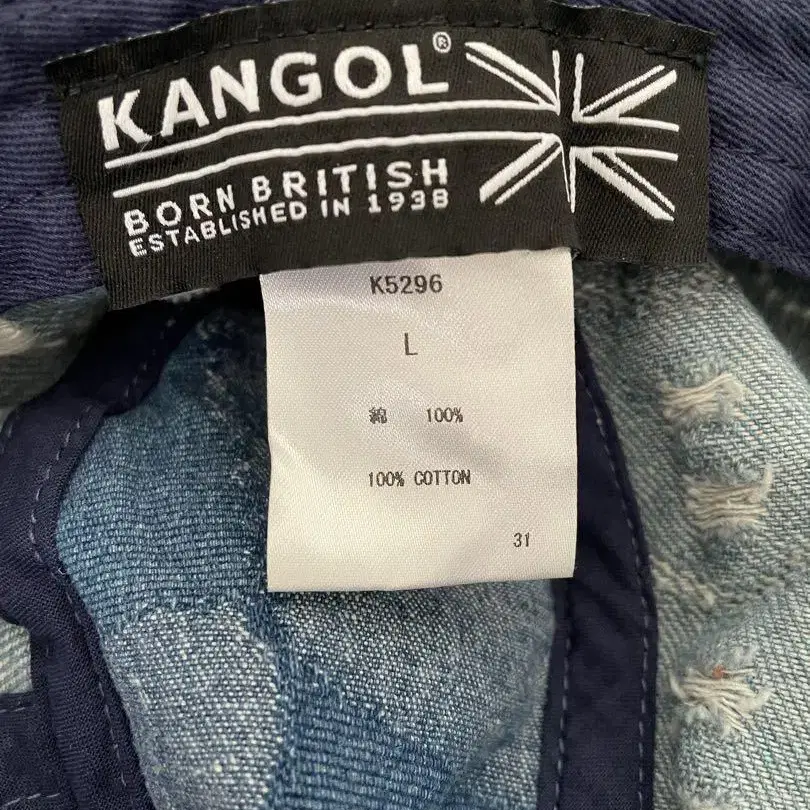 KANGOL®
BORN BRITISH
ESTABLISHED IN 1938
K5296
L
綿 100%
100% COTTON
31